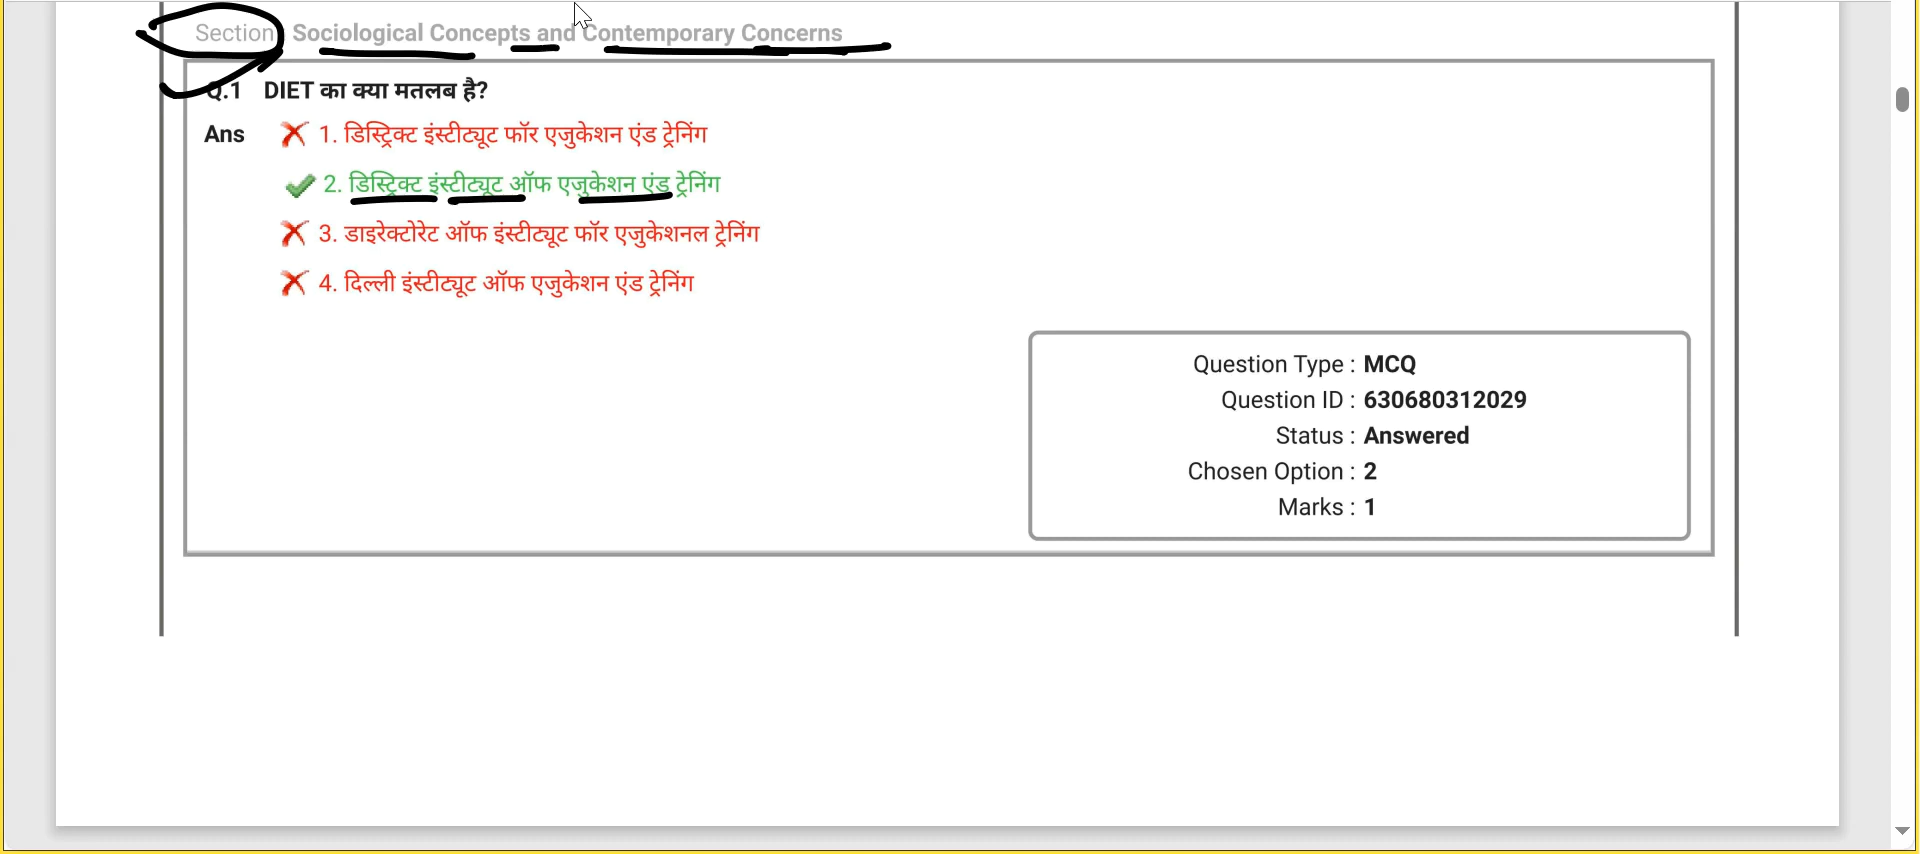 Section Sociological Concepts and Contemporary Concerns
Q.1 DIET का क्या मतलब है?
Ans 1. डिस्ट्रिक्ट इंस्टीट्यूट फॉर एजुकेशन एंड ट्रेनिंग
2. डिस्ट्रिक्ट इंस्टीट्यूट ऑफ एजुकेशन एंड ट्रेनिंग
3. डाइरेक्टोरेट ऑफ इंस्टीट्यूट फॉर एजुकेशनल ट्रेनिंग
4. दिल्ली इंस्टीट्यूट ऑफ एजुकेशन एंड ट्रेनिंग
Question Type : MCQ
Question ID : 630680312029
Status : Answered
Chosen Option : 2
Marks : 1